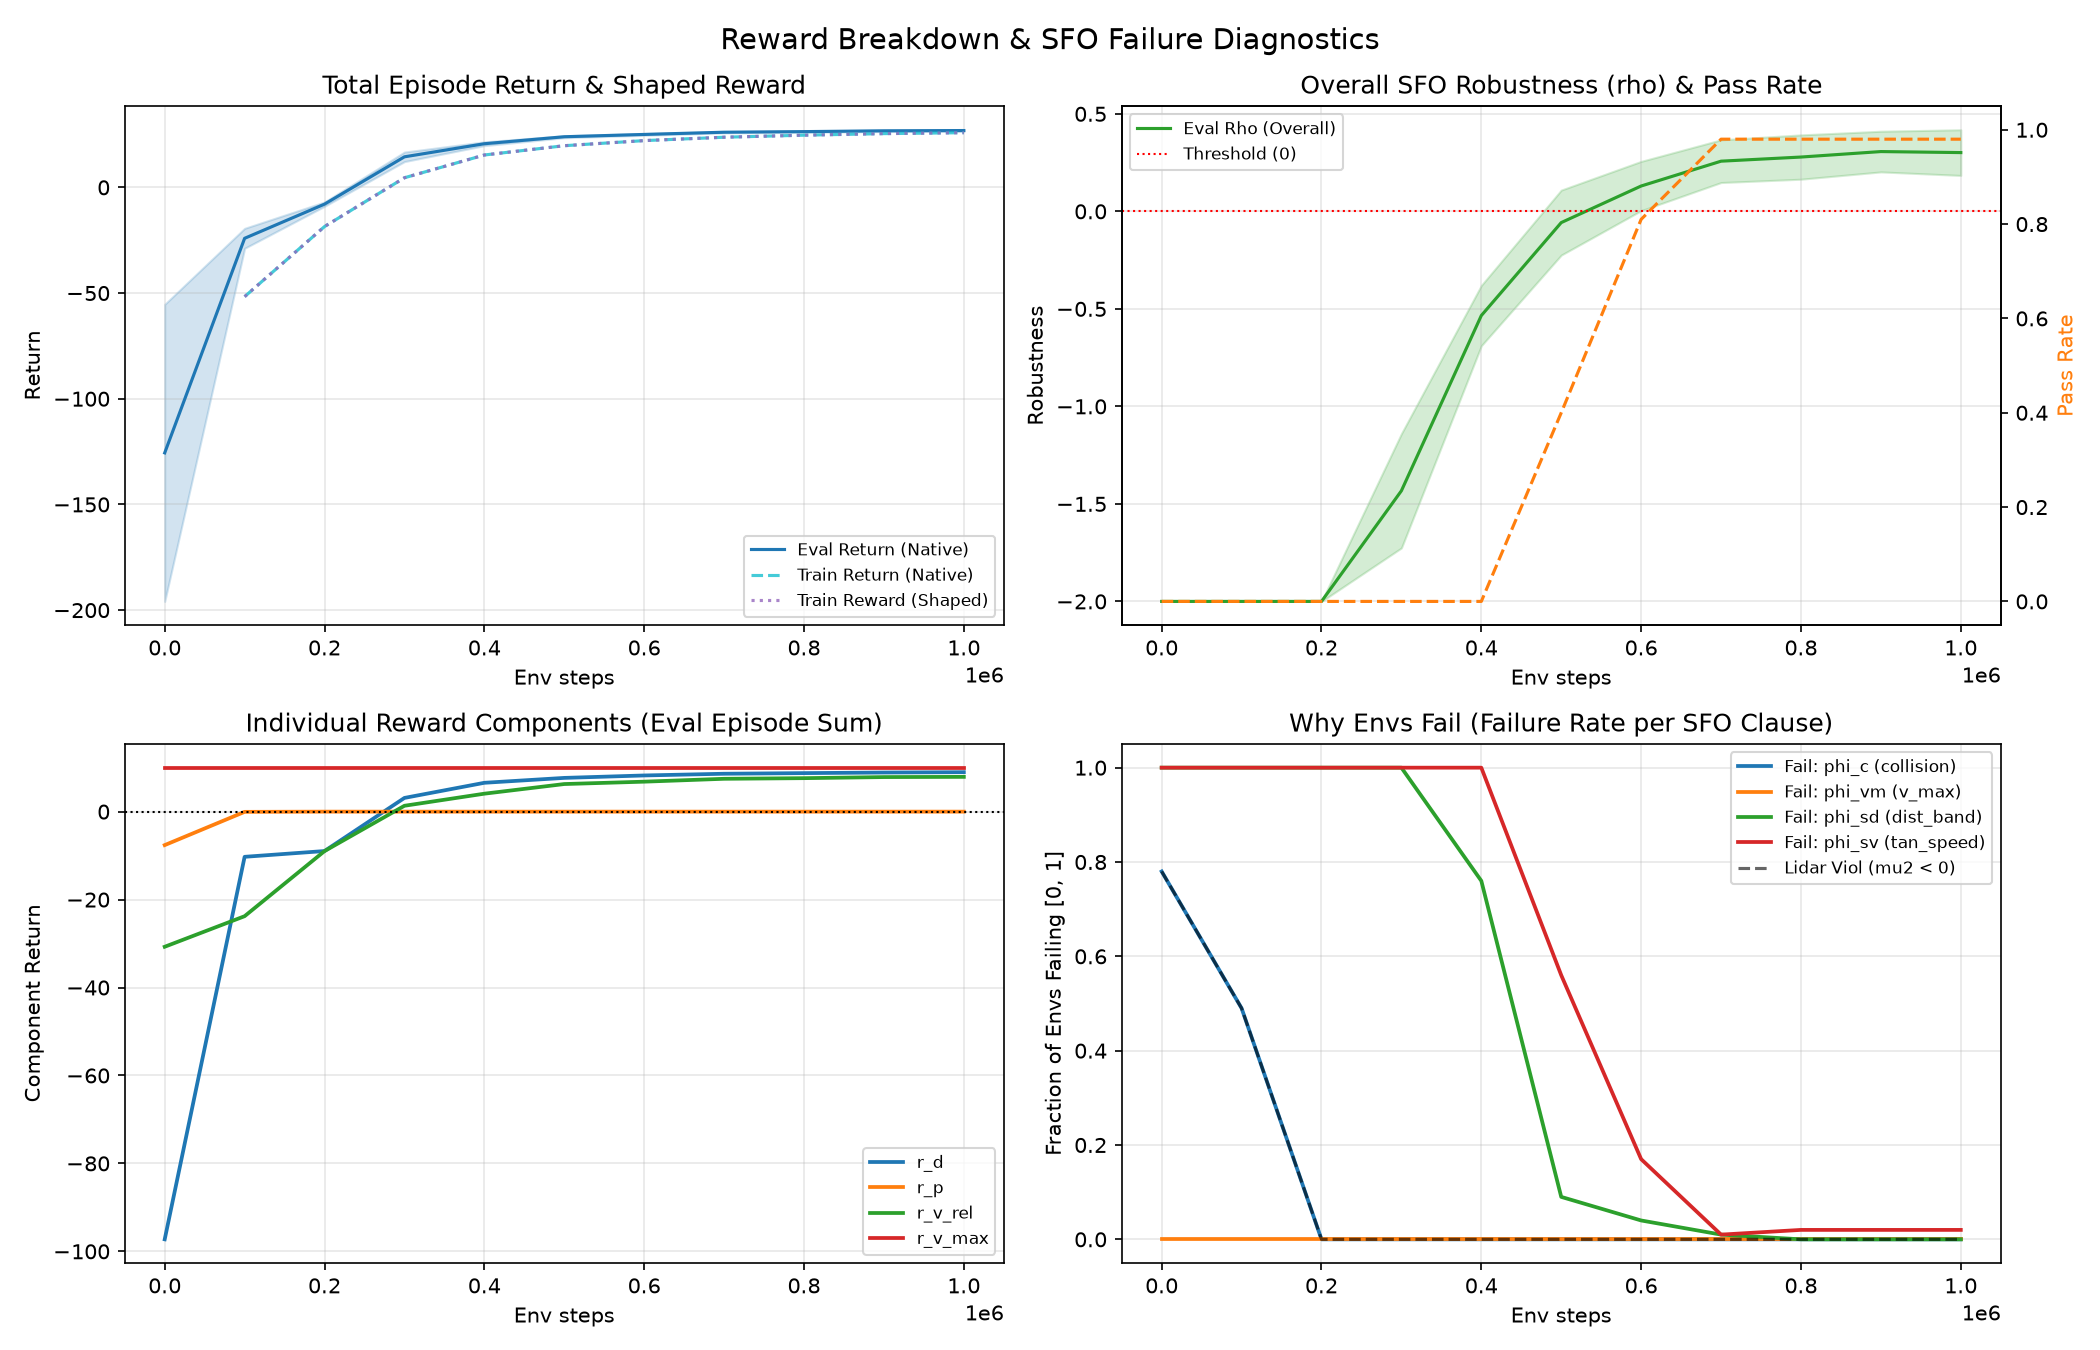 Reward Breakdown & SFO Failure Diagnostics
Total Episode Return & Shaped Reward
Return
0
−50
−100
−150
−200
Eval Return (Native)
Train Return (Native)
Train Reward (Shaped)
0.0 0.2 0.4 0.6 0.8 1.0
1e6
Env steps
Overall SFO Robustness (rho) & Pass Rate
Robustness
0.5
0.0
−0.5
−1.0
−1.5
−2.0
Eval Rho (Overall)
Threshold (0)
1.0
0.8
0.6
0.4
0.2
0.0
Pass Rate
0.0 0.2 0.4 0.6 0.8 1.0
1e6
Env steps
Individual Reward Components (Eval Episode Sum)
Component Return
0
−20
−40
−60
−80
−100
r_d
r_p
r_v_rel
r_v_max
0.0 0.2 0.4 0.6 0.8 1.0
1e6
Env steps
Why Envs Fail (Failure Rate per SFO Clause)
Fraction of Envs Failing [0, 1]
1.0
0.8
0.6
0.4
0.2
0.0
Fail: phi_c (collision)
Fail: phi_vm (v_max)
Fail: phi_sd (dist_band)
Fail: phi_sv (tan_speed)
Lidar Viol (mu2 < 0)
0.0 0.2 0.4 0.6 0.8 1.0
1e6
Env steps